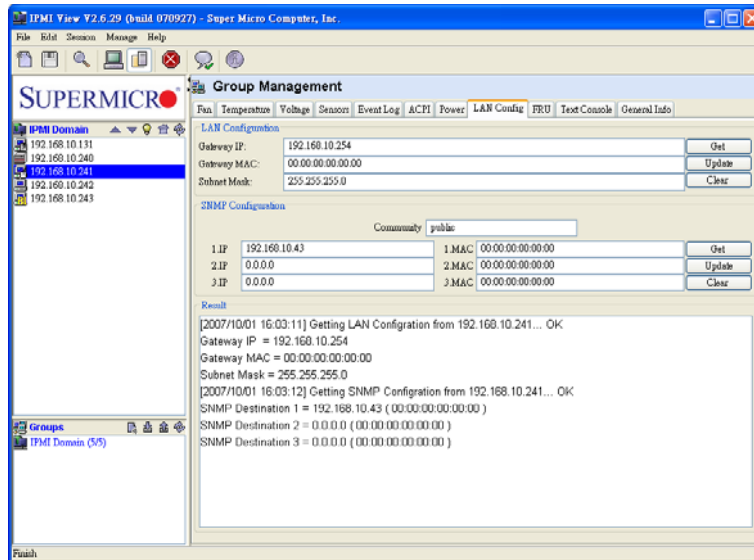 IPMI View V2.6.29 (build 070927) - Super Micro Computer, Inc.
File Edit Session Manage Help
SUPERMICRO
Group Management
Fan Temperature Voltage Sensors Event Log ACPI Power LAN Config FRU Text Console General Info
IPMI Domain
192.168.10.131
192.168.10.240
192.168.10.241
192.168.10.242
192.168.10.243
LAN Configuration
Gateway IP: 192.168.10.254 Get
Gateway MAC: 00:00:00:00:00:00 Update
Subnet Mask: 255.255.255.0 Clear
SNMP Configuration
Community public
1.IP 192.168.10.43 1.MAC 00:00:00:00:00:00 Get
2.IP 0.0.0.0 2.MAC 00:00:00:00:00:00 Update
3.IP 0.0.0.0 3.MAC 00:00:00:00:00:00 Clear
Result
[2007/10/01 16:03:11] Getting LAN Configration from 192.168.10.241... OK
Gateway IP = 192.168.10.254
Gateway MAC = 00:00:00:00:00:00
Subnet Mask = 255.255.255.0
[2007/10/01 16:03:12] Getting SNMP Configration from 192.168.10.241... OK
SNMP Destination 1 = 192.168.10.43 ( 00:00:00:00:00:00 )
SNMP Destination 2 = 0.0.0.0 ( 00:00:00:00:00:00 )
SNMP Destination 3 = 0.0.0.0 ( 00:00:00:00:00:00 )
Groups
IPMI Domain (5/5)
Finish